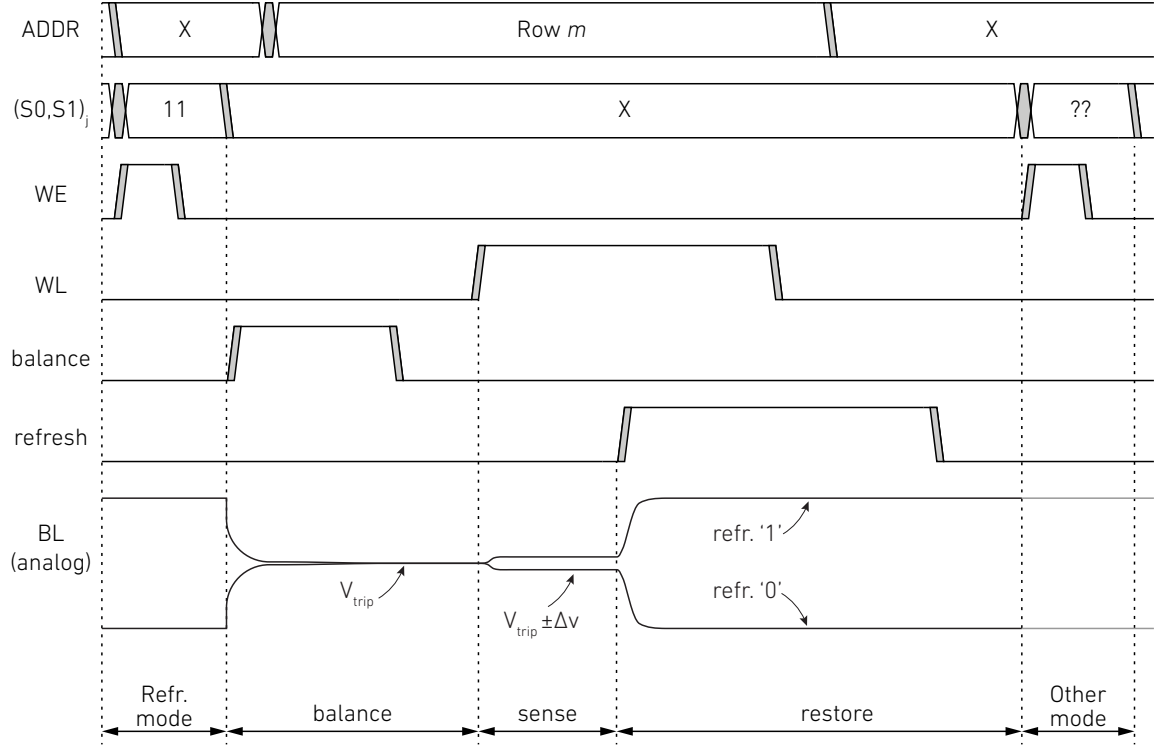 ADDR X Row m X
(S0,S1)j 11 X ??
WE
WL
balance
refresh
BL
(analog)
refr. ‘1’
refr. ‘0’
Vtrip
Vtrip ±Δv
Refr.
mode
balance
sense
restore
Other
mode